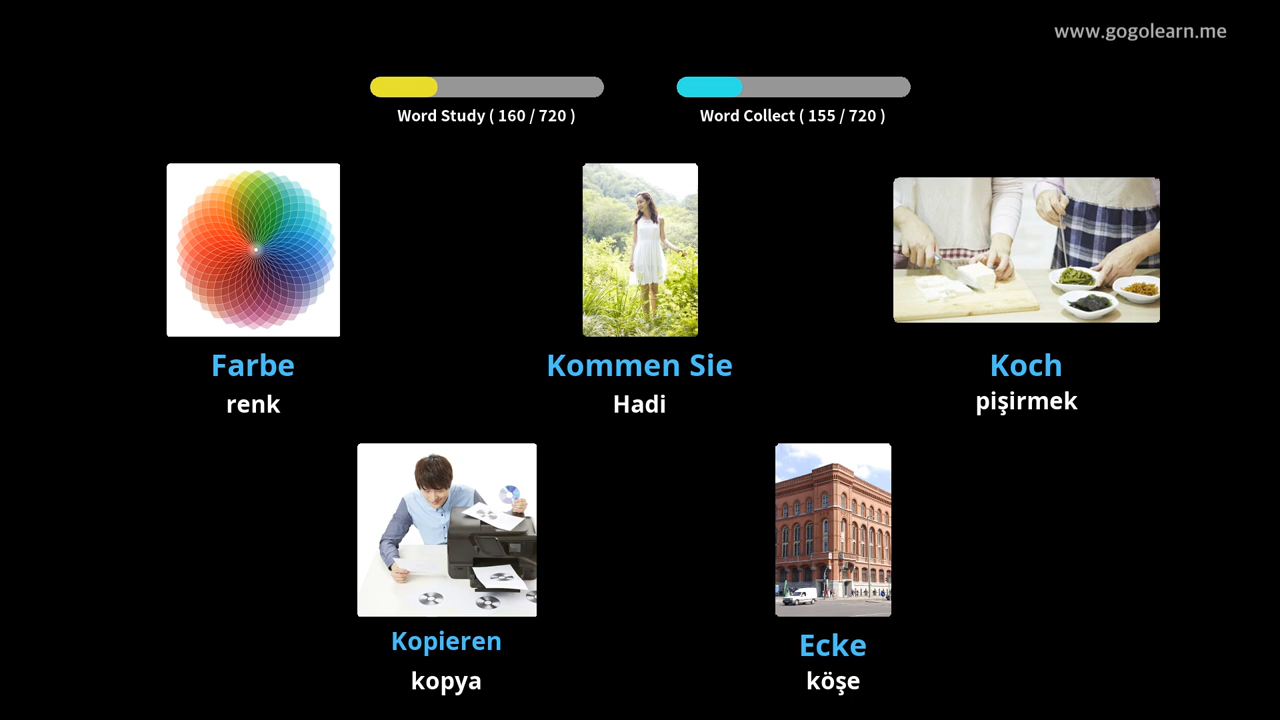 www.gogolearn.me
Word Study ( 160 / 720 )
Word Collect ( 155 / 720 )
Farbe
renk
Kommen Sie
Hadi
Koch
pişirmek
Kopieren
kopya
Ecke
köşe